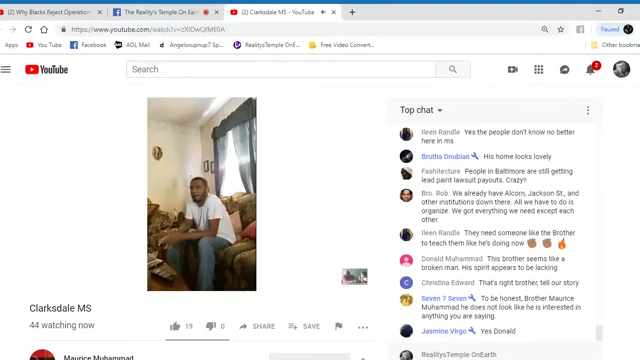 (2) Why Blacks Reject Operation
The Reality's Temple On Eart
(2) Clarksdale MS - YouTube
https://www.youtube.com/watch?v=
Paused
Apps
You Tube
Facebook
AOL Mail
Angelsnupnup7
RealitysTemple OnE
Free Video Convert
Other bookm
YouTube
Search
2
Top chat
Ileen Randle Yes the people don't know no better
here in ms
Brutha Dnubian His home looks lovely
Fashitecture People in Baltimore are still getting
lead paint lawsuit payouts. Crazy!!
Bro. Rob We already have Alcorn, Jackson St., and
other institutions down there. All we have to do is
organize. We got everything we need except each
other.
Ileen Randle They need someone like the Brother
to teach them like he's doing now
Donald Muhammad This brother seems like a
broken man. His spirit appears to be lacking
Christina Edward That's right brother, tell our story
Seven 7 Seven To be honest, Brother Maurice
Muhammad he does not look like he is interested in
anything you are saying.
Jasmine Virgo Yes Donald
RealitysTemple OnEarth
Clarksdale MS
44 watching now
19
0
SHARE
SAVE
Maurice Muhammad